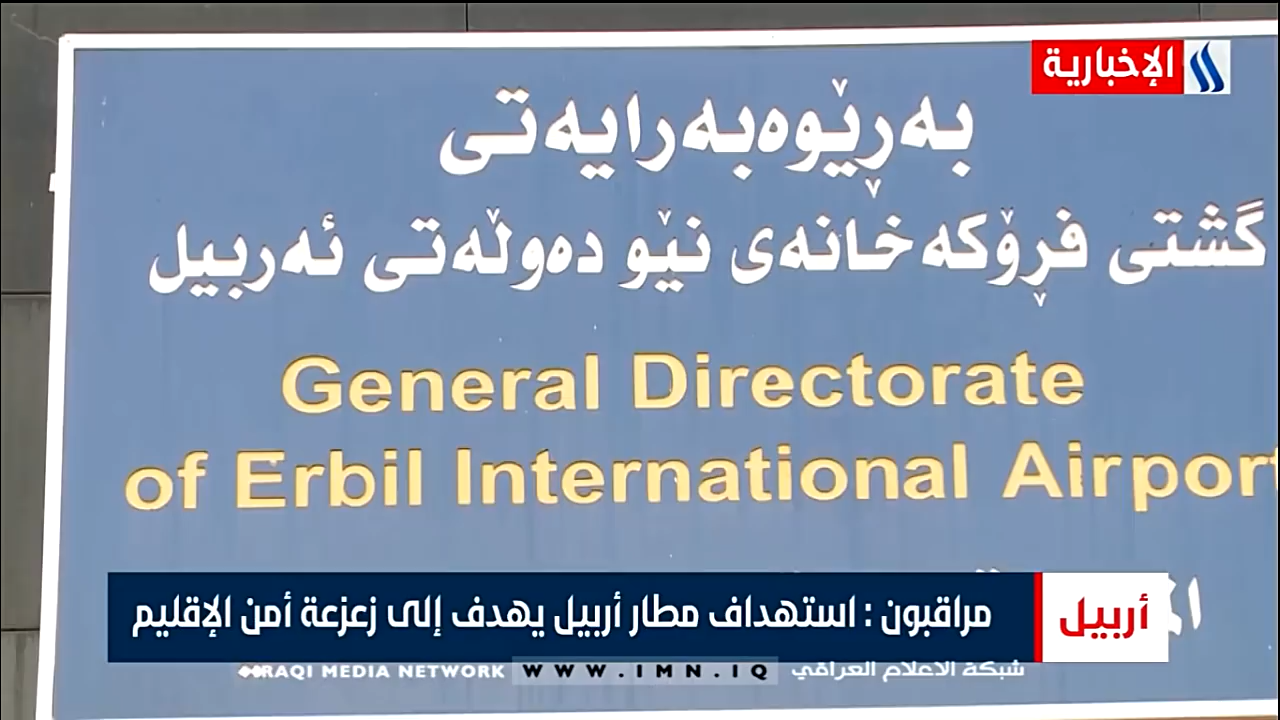 الإخبارية
بەڕێوەبەرایەتی
گشتی فڕۆکەخانەی نێو دەوڵەتی ئەربیل
General Directorate
of Erbil International Airport
أربيل
مراقبون : استهداف مطار أربيل يهدف إلى زعزعة أمن الإقليم
شبكة الاعلام العراقي WWW.IMN.IQ IRAQI MEDIA NETWORK